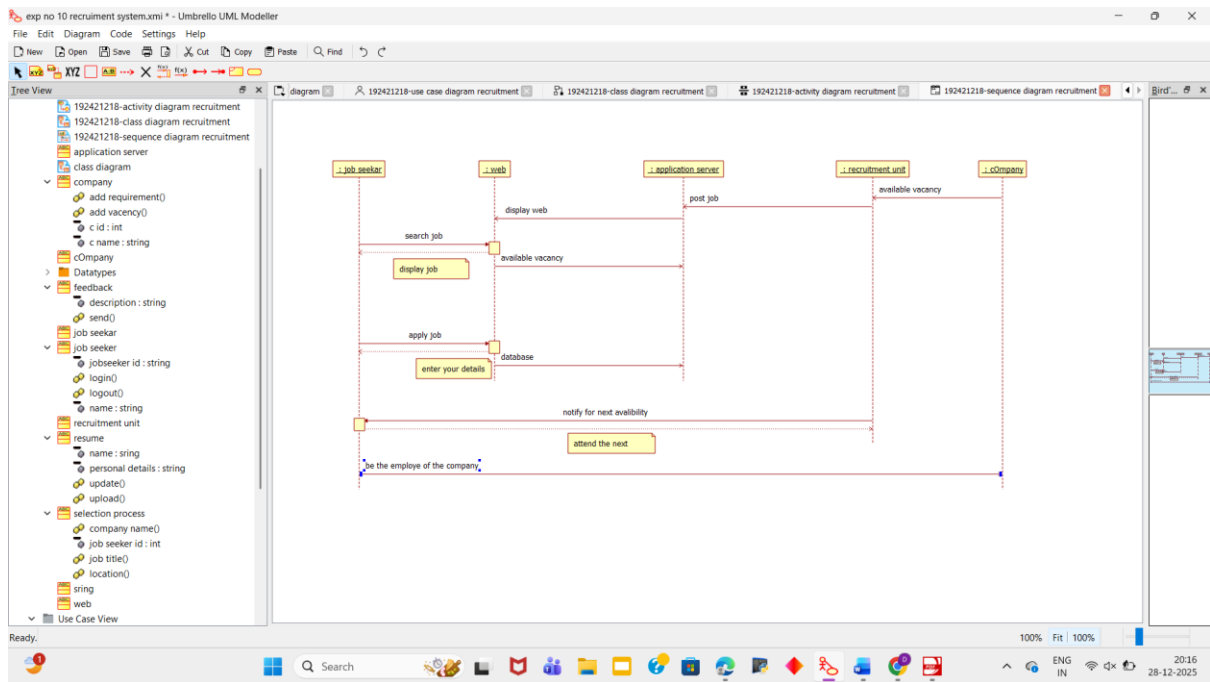 exp no 10 recruiment system.xmi * - Umbrello UML Modeller
File Edit Diagram Code Settings Help
New Open Save Cut Copy Paste Find
XYZ XYZ A.B f(x) f(x)
Tree View
192421218-activity diagram recruitment
192421218-class diagram recruitment
192421218-sequence diagram recruitment
application server
class diagram
company
add requirement()
add vacency()
c id : int
c name : string
cOmpany
Datatypes
feedback
description : string
send()
job seekar
job seeker
jobseeker id : string
login()
logout()
name : string
recruitment unit
resume
name : sring
personal details : string
update()
upload()
selection process
company name()
job seeker id : int
job title()
location()
sring
web
Use Case View
diagram 192421218-use case diagram recruitment 192421218-class diagram recruitment 192421218-activity diagram recruitment 192421218-sequence diagram recruitment
Bird'...
: job seekar : web : application server : recruitment unit : cOmpany
available vacancy
post job
display web
search job
available vacancy
display job
apply job
database
enter your details
notify for next avalibility
attend the next
be the employe of the company
Ready.
100% Fit 100%
1
Search
ENG
IN
20:16
28-12-2025